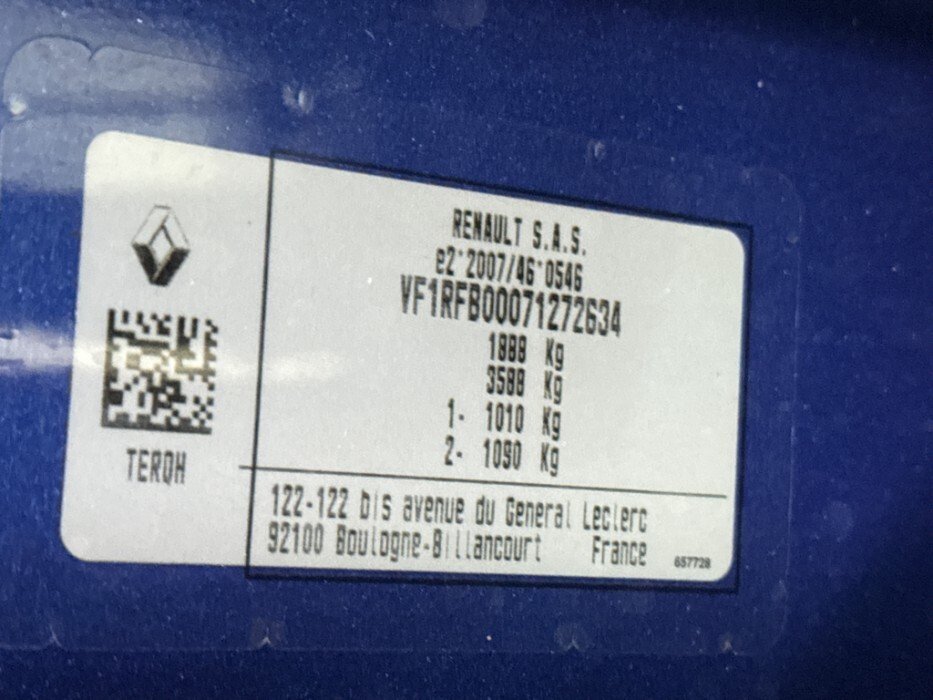 RENAULT S.A.S.
e2*2007/46*0546
VF1RFB00071272634
1888 Kg
3588 Kg
1- 1010 Kg
2- 1090 Kg
TERQH
122-122 bis avenue du General Leclerc
92100 Boulogne-Billancourt France
657728